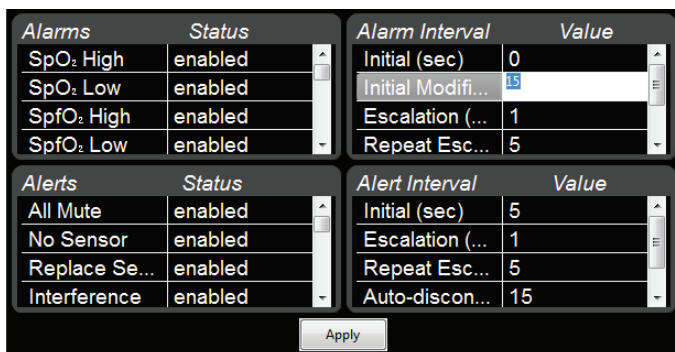 Alarms Status
SpO₂ High enabled
SpO₂ Low enabled
SpfO₂ High enabled
SpfO₂ Low enabled
Alarm Interval Value
Initial (sec) 0
Initial Modifi... 15
Escalation (... 1
Repeat Esc... 5
Alerts Status
All Mute enabled
No Sensor enabled
Replace Se... enabled
Interference enabled
Alert Interval Value
Initial (sec) 5
Escalation (... 1
Repeat Esc... 5
Auto-discon... 15
Apply